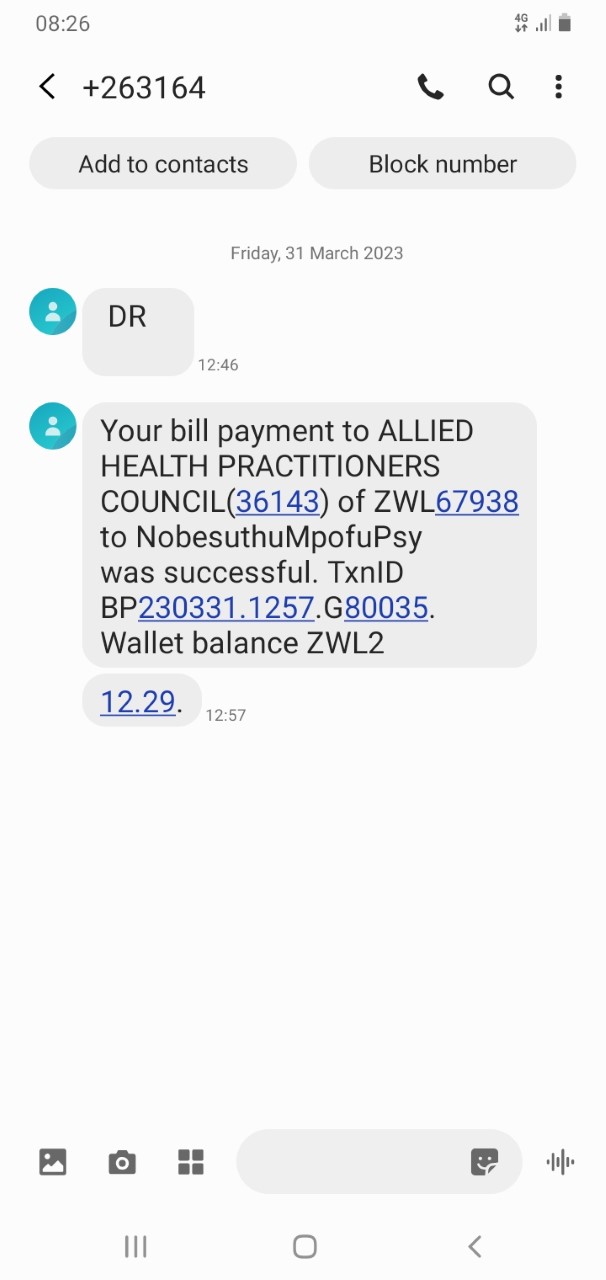 08:26
4G
+263164
Add to contacts
Block number
Friday, 31 March 2023
DR
12:46
Your bill payment to ALLIED
HEALTH PRACTITIONERS
COUNCIL(36143) of ZWL67938
to NobesuthuMpofuPsy
was successful. TxnID
BP230331.1257.G80035.
Wallet balance ZWL2
12.29.
12:57